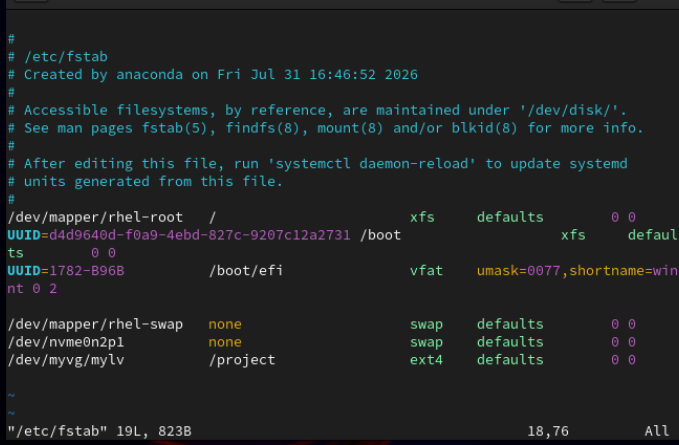 #
# /etc/fstab
# Created by anaconda on Fri Jul 31 16:46:52 2026
#
# Accessible filesystems, by reference, are maintained under '/dev/disk/'.
# See man pages fstab(5), findfs(8), mount(8) and/or blkid(8) for more info.
#
# After editing this file, run 'systemctl daemon-reload' to update systemd
# units generated from this file.
#
/dev/mapper/rhel-root   /                       xfs     defaults        0 0
UUID=d4d9640d-f0a9-4ebd-827c-9207c12a2731 /boot                   xfs     defaul
ts        0 0
UUID=1782-B96B          /boot/efi               vfat    umask=0077,shortname=win
nt 0 2
/dev/mapper/rhel-swap   none                    swap    defaults        0 0
/dev/nvme0n2p1          none                    swap    defaults        0 0
/dev/myvg/mylv          /project                ext4    defaults        0 0
~
~
"/etc/fstab" 19L, 823B                                        18,76         All